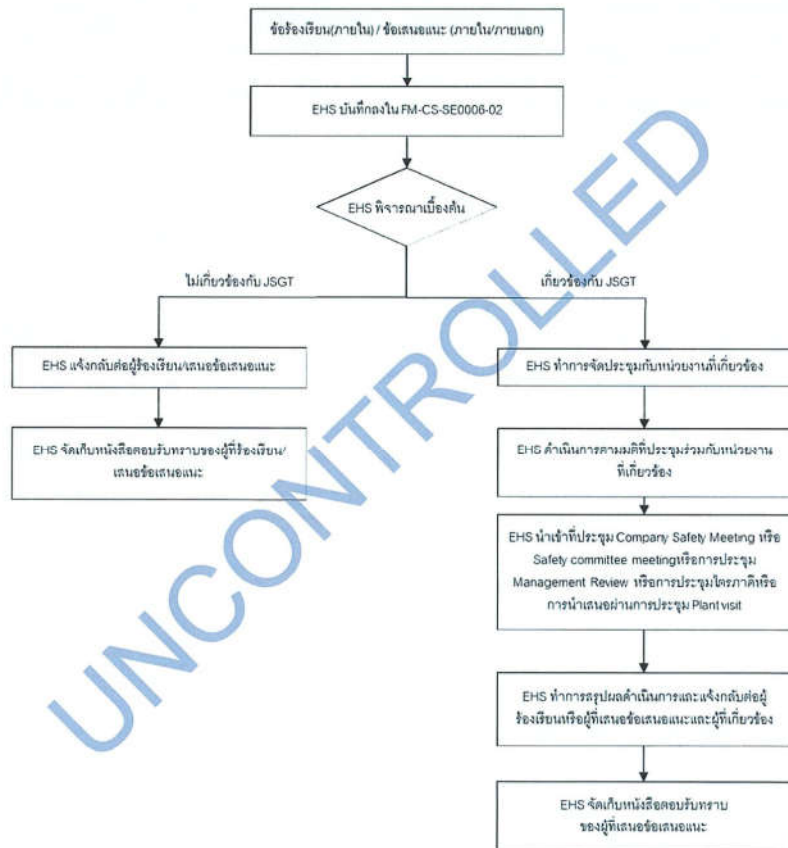 ข้อร้องเรียน(ภายใน) / ข้อเสนอแนะ (ภายใน/ภายนอก)
EHS บันทึกลงใน FM-CS-SE0006-02
EHS พิจารณาเบื้องต้น
ไม่เกี่ยวข้องกับ JSGT
เกี่ยวข้องกับ JSGT
EHS แจ้งกลับต่อผู้ร้องเรียน/เสนอข้อเสนอแนะ
EHS จัดเก็บหนังสือตอบรับทราบของผู้ที่ร้องเรียน/
เสนอข้อเสนอแนะ
EHS ทำการจัดประชุมกับหน่วยงานที่เกี่ยวข้อง
EHS ดำเนินการตามมติที่ประชุมร่วมกับหน่วยงาน
ที่เกี่ยวข้อง
EHS นำเข้าที่ประชุม Company Safety Meeting หรือ
Safety committee meetingหรือการประชุม
Management Review หรือการประชุมไตรภาคีหรือ
การนำเสนอผ่านการประชุม Plant visit
EHS ทำการสรุปผลดำเนินการและแจ้งกลับต่อผู้
ร้องเรียนหรือผู้ที่เสนอข้อเสนอแนะและผู้ที่เกี่ยวข้อง
EHS จัดเก็บหนังสือตอบรับทราบ
ของผู้ที่เสนอข้อเสนอแนะ
UNCONTROLLED